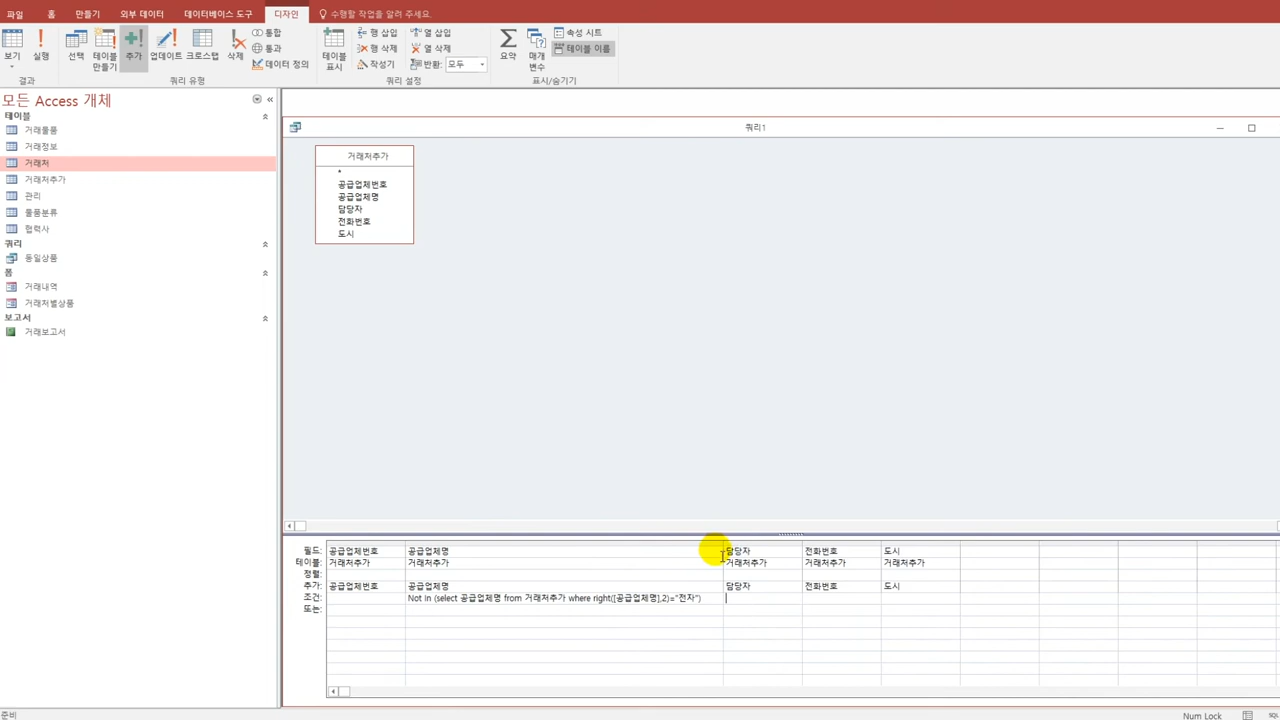 파일 홈 만들기 외부 데이터 데이터베이스 도구 디자인 수행할 작업을 알려 주세요.
보기 실행 선택 테이블 만들기 추가 업데이트 크로스탭 삭제 통합 통과 데이터 정의 테이블 표시 행 삽입 행 삭제 작성기 열 삽입 열 삭제 반환: 모두 요약 매개 변수 속성 시트 테이블 이름
결과 쿼리 유형 쿼리 설정 표시/숨기기
모든 Access 개체
테이블
거래물품
거래정보
거래처
거래처추가
관리
물품분류
협력사
쿼리
동일상품
폼
거래내역
거래처별상품
보고서
거래보고서
쿼리1
거래처추가
*
공급업체번호
공급업체명
담당자
전화번호
도시
필드: 공급업체번호 공급업체명 담당자 전화번호 도시
테이블: 거래처추가 거래처추가 거래처추가 거래처추가 거래처추가
정렬:
추가: 공급업체번호 공급업체명 담당자 전화번호 도시
조건: Not In (select 공급업체명 from 거래처추가 where right([공급업체명],2)="전자")
또는:
준비 Num Lock